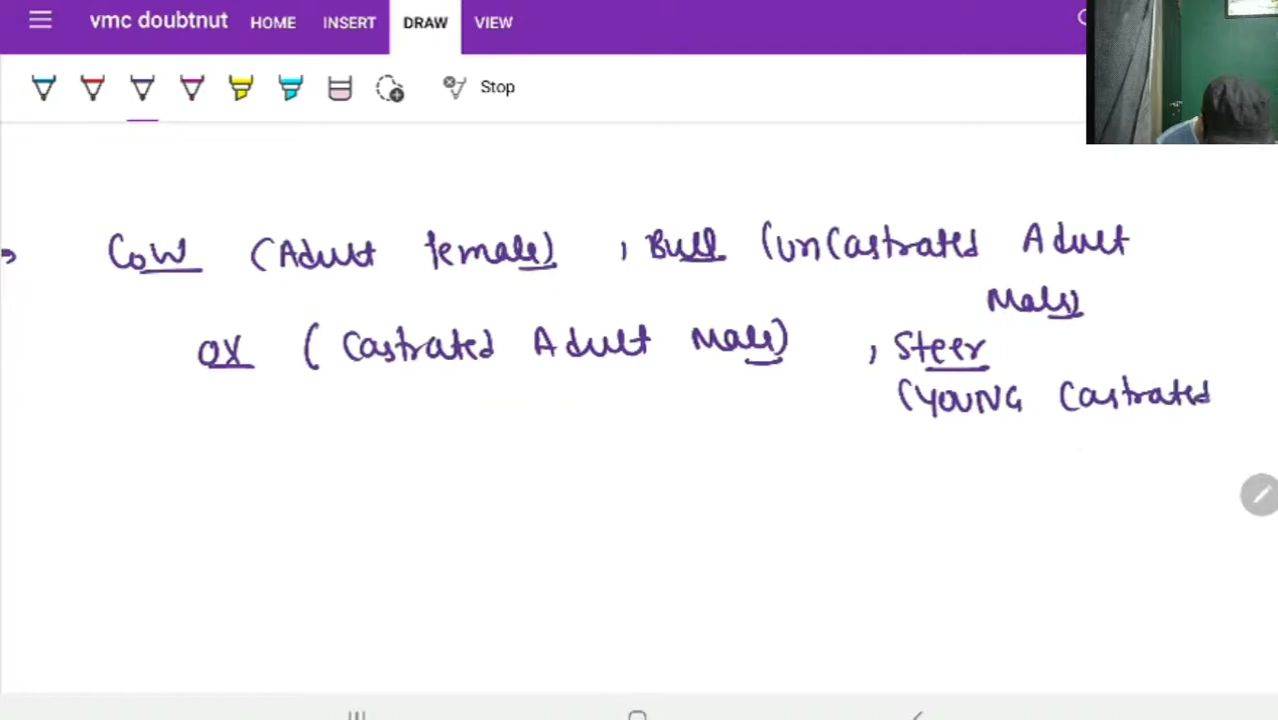 vmc doubtnut HOME INSERT DRAW VIEW
Stop
Cow (Adult female) , Bull (uncastrated Adult
Male)
OX ( Castrated Adult Male) , Steer
(YOUNG Castrated